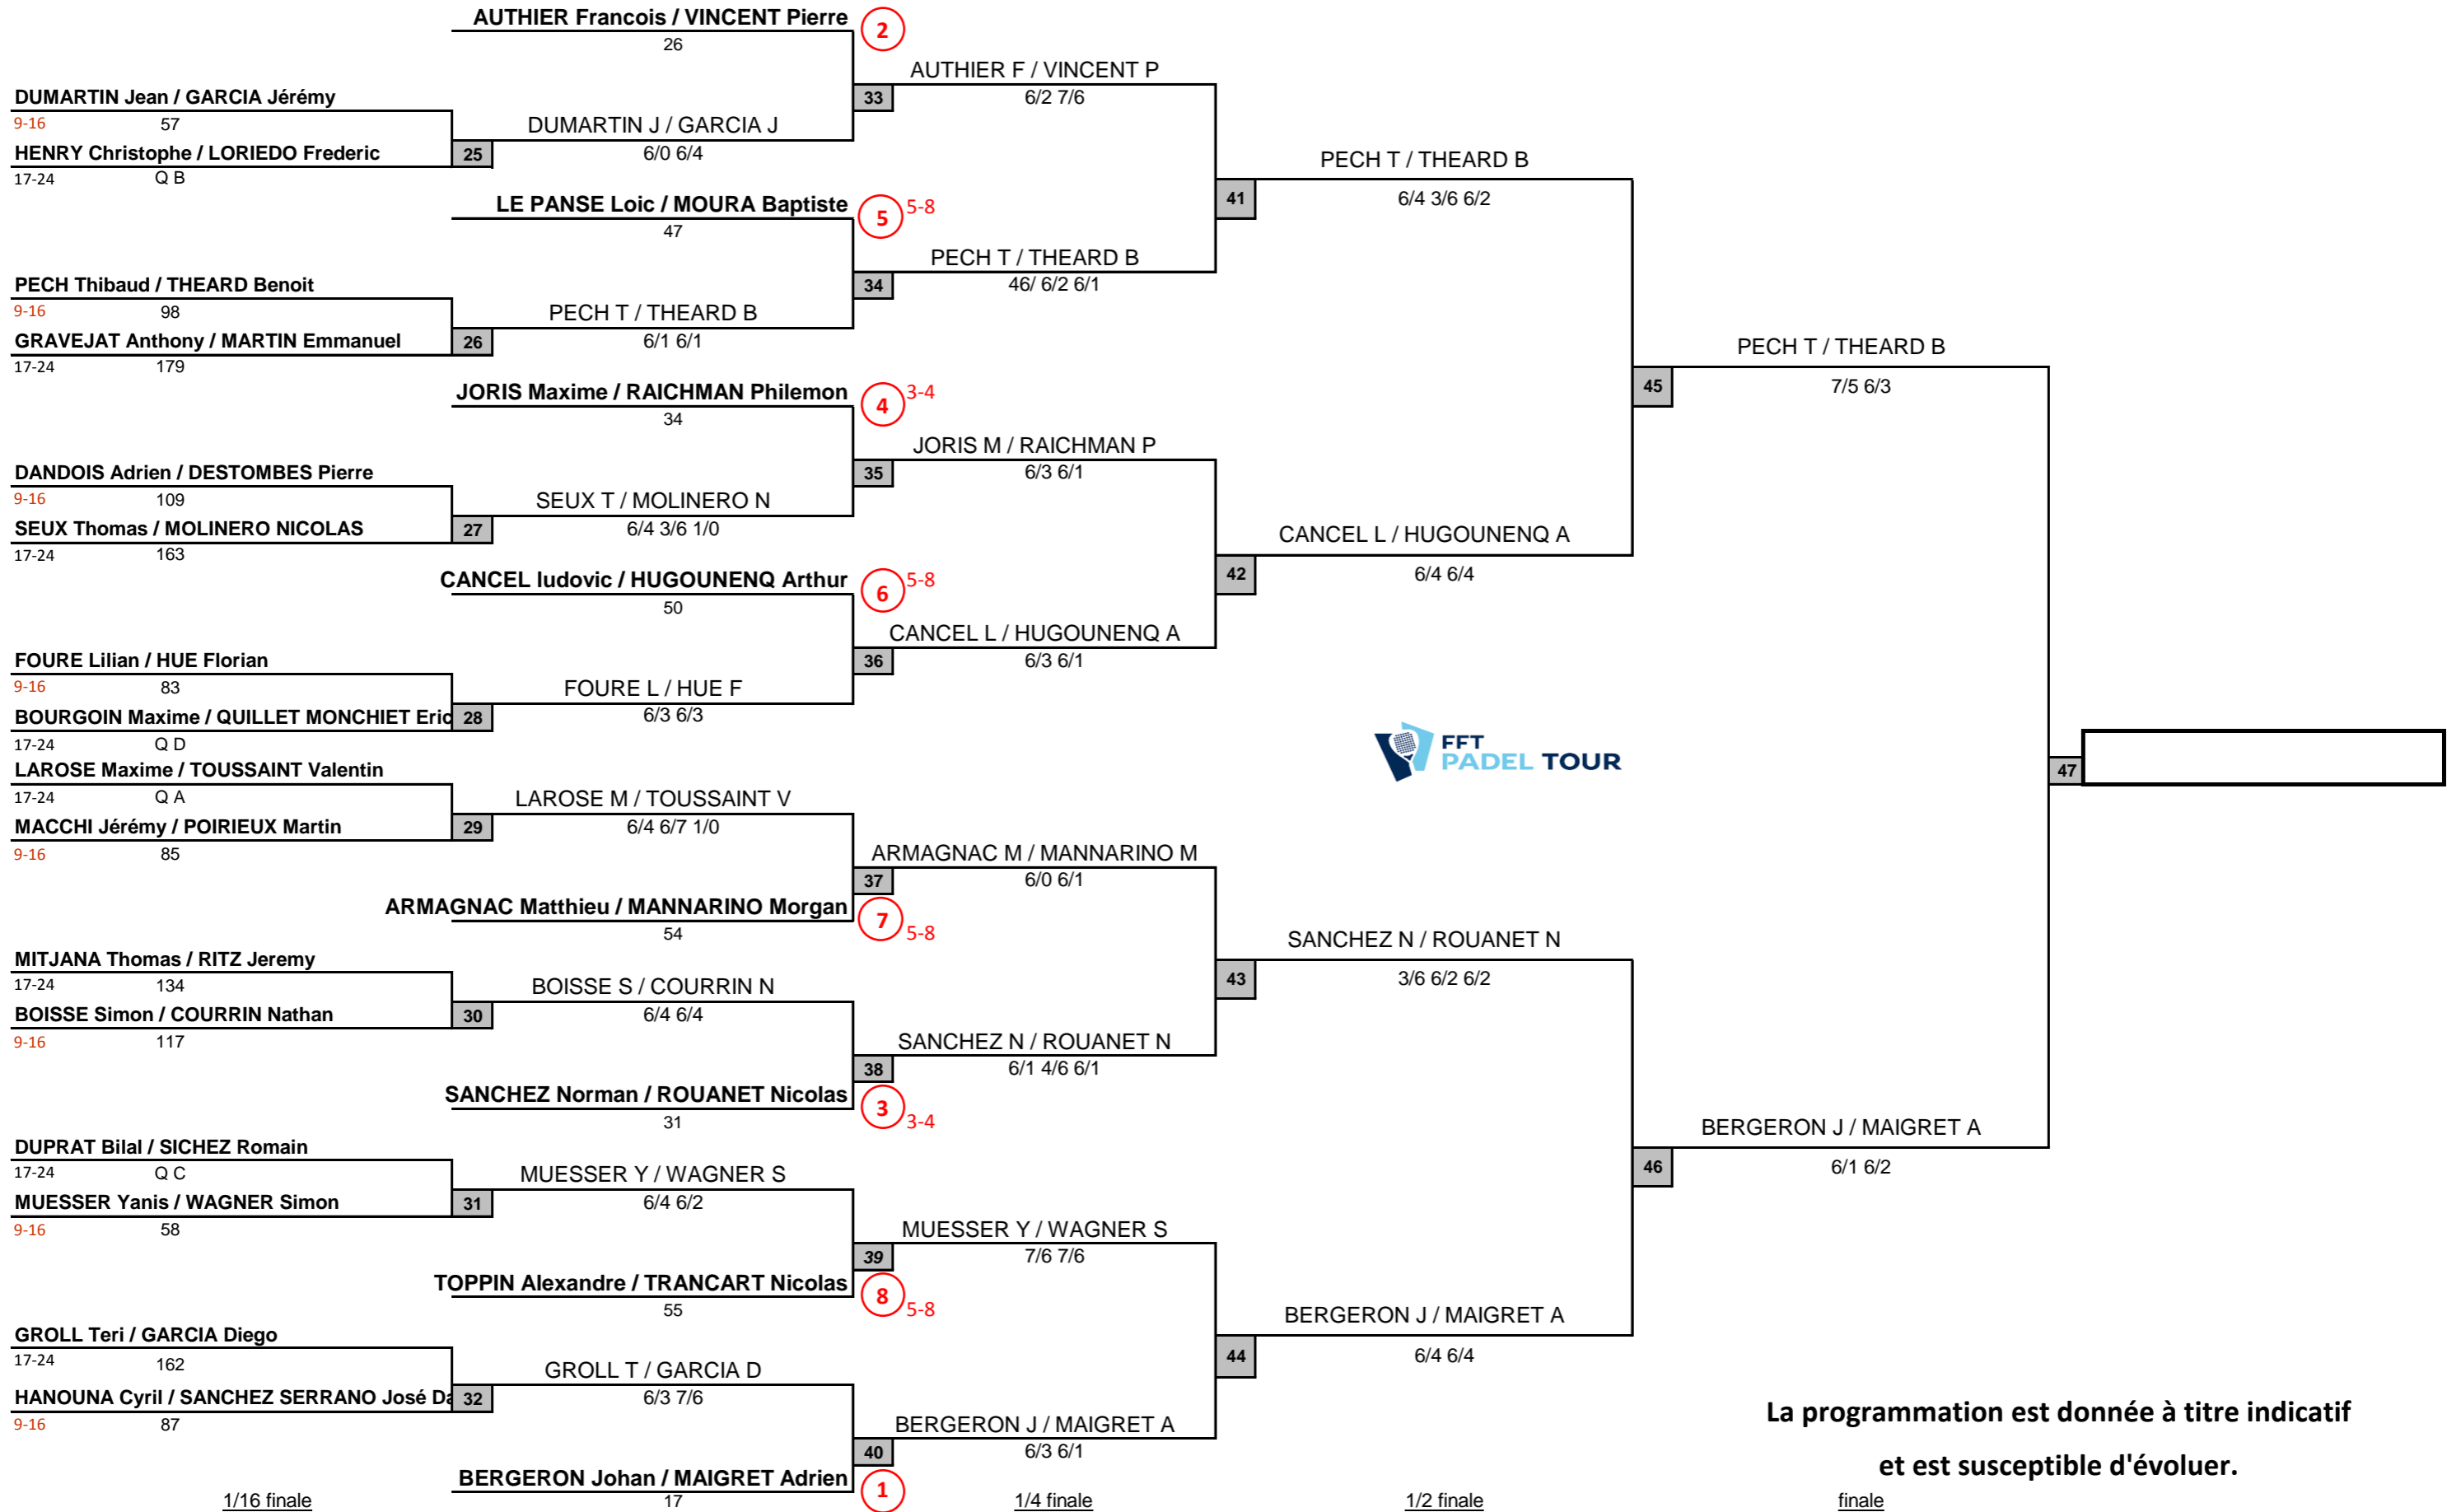 AUTHIER Francois / VINCENT Pierre
2
26
AUTHIER F / VINCENT P
DUMARTIN Jean / GARCIA Jérémy
33
6/2 7/6
9-16
57
DUMARTIN J / GARCIA J
HENRY Christophe / LORIEDO Frederic
25
6/0 6/4
17-24
Q B
PECH T / THEARD B
LE PANSE Loic / MOURA Baptiste
5
5-8
41
6/4 3/6 6/2
47
PECH T / THEARD B
PECH Thibaud / THEARD Benoit
34
46/ 6/2 6/1
9-16
98
PECH T / THEARD B
GRAVEJAT Anthony / MARTIN Emmanuel
26
6/1 6/1
17-24
179
PECH T / THEARD B
JORIS Maxime / RAICHMAN Philemon
4
3-4
45
7/5 6/3
34
JORIS M / RAICHMAN P
DANDOIS Adrien / DESTOMBES Pierre
35
6/3 6/1
9-16
109
SEUX T / MOLINERO N
SEUX Thomas / MOLINERO NICOLAS
27
6/4 3/6 1/0
17-24
163
CANCEL L / HUGOUNENQ A
CANCEL ludovic / HUGOUNENQ Arthur
6
5-8
42
6/4 6/4
50
CANCEL L / HUGOUNENQ A
FOURE Lilian / HUE Florian
36
6/3 6/1
9-16
83
FOURE L / HUE F
BOURGOIN Maxime / QUILLET MONCHIET Eric
28
6/3 6/3
17-24
Q D
FFT
PADEL TOUR
LAROSE Maxime / TOUSSAINT Valentin
47
17-24
Q A
LAROSE M / TOUSSAINT V
MACCHI Jérémy / POIRIEUX Martin
29
6/4 6/7 1/0
9-16
85
ARMAGNAC M / MANNARINO M
37
6/0 6/1
ARMAGNAC Matthieu / MANNARINO Morgan
7
5-8
54
SANCHEZ N / ROUANET N
MITJANA Thomas / RITZ Jeremy
43
3/6 6/2 6/2
17-24
134
BOISSE S / COURRIN N
BOISSE Simon / COURRIN Nathan
30
6/4 6/4
9-16
117
SANCHEZ N / ROUANET N
38
6/1 4/6 6/1
SANCHEZ Norman / ROUANET Nicolas
3
3-4
31
BERGERON J / MAIGRET A
DUPRAT Bilal / SICHEZ Romain
46
6/1 6/2
17-24
Q C
MUESSER Y / WAGNER S
MUESSER Yanis / WAGNER Simon
31
6/4 6/2
9-16
58
MUESSER Y / WAGNER S
39
7/6 7/6
TOPPIN Alexandre / TRANCART Nicolas
8
5-8
55
BERGERON J / MAIGRET A
GROLL Teri / GARCIA Diego
44
6/4 6/4
17-24
162
GROLL T / GARCIA D
HANOUNA Cyril / SANCHEZ SERRANO José Da
32
6/3 7/6
9-16
87
BERGERON J / MAIGRET A
40
6/3 6/1
BERGERON Johan / MAIGRET Adrien
1
17
La programmation est donnée à titre indicatif
et est susceptible d'évoluer.
1/16 finale
1/4 finale
1/2 finale
finale